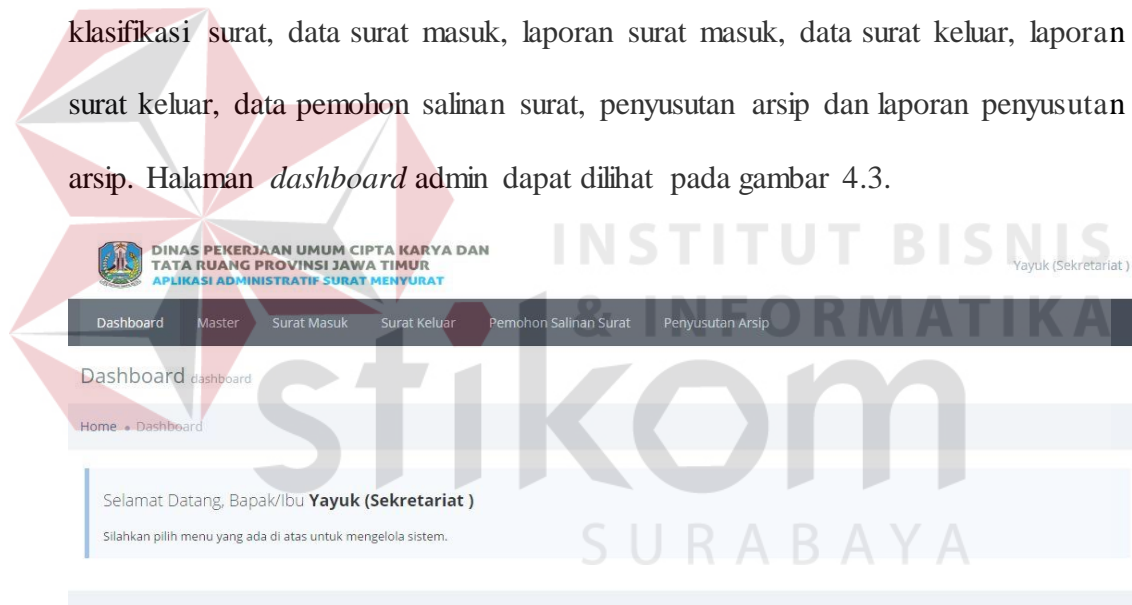 klasifikasi surat, data surat masuk, laporan surat masuk, data surat keluar, laporan
surat keluar, data pemohon salinan surat, penyusutan arsip dan laporan penyusutan
arsip. Halaman dashboard admin dapat dilihat pada gambar 4.3.
INSTITUT BISNIS
& INFORMATIKA
stikom
SURABAYA
DINAS PEKERJAAN UMUM CIPTA KARYA DAN
TATA RUANG PROVINSI JAWA TIMUR
APLIKASI ADMINISTRATIF SURAT MENYURAT
Yayuk (Sekretariat )
Dashboard Master Surat Masuk Surat Keluar Pemohon Salinan Surat Penyusutan Arsip
Dashboard dashboard
Home • Dashboard
Selamat Datang, Bapak/Ibu Yayuk (Sekretariat )
Silahkan pilih menu yang ada di atas untuk mengelola sistem.